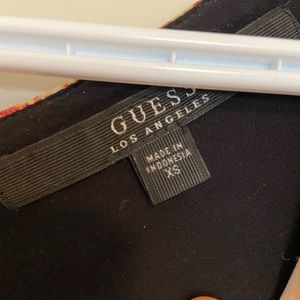 GUESS
LOS ANGELES
MADE IN
INDONESIA
XS